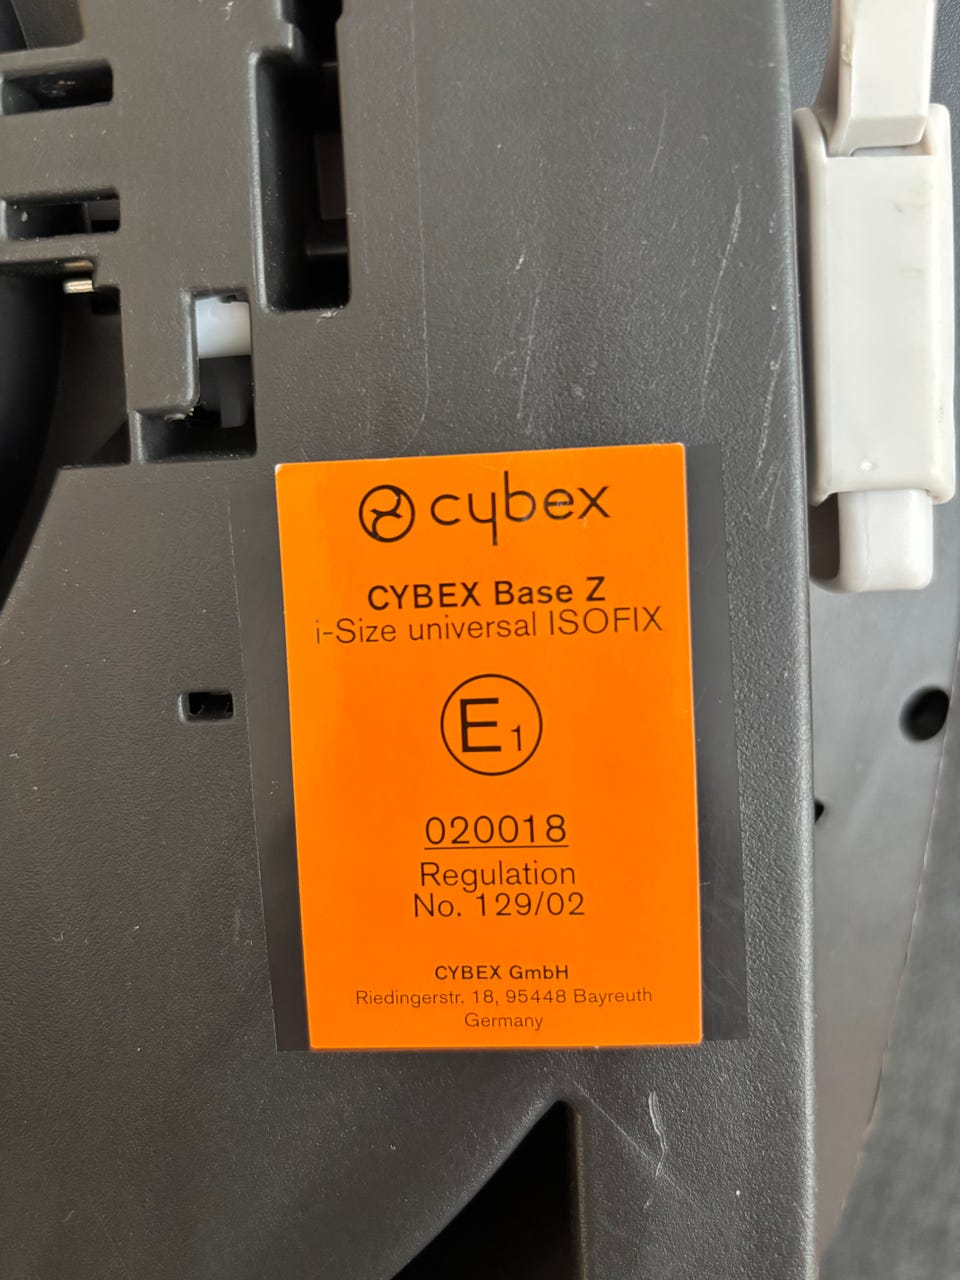 cybex
CYBEX Base Z
i-Size universal ISOFIX
E1
020018
Regulation
No. 129/02
CYBEX GmbH
Riedingerstr. 18, 95448 Bayreuth
Germany